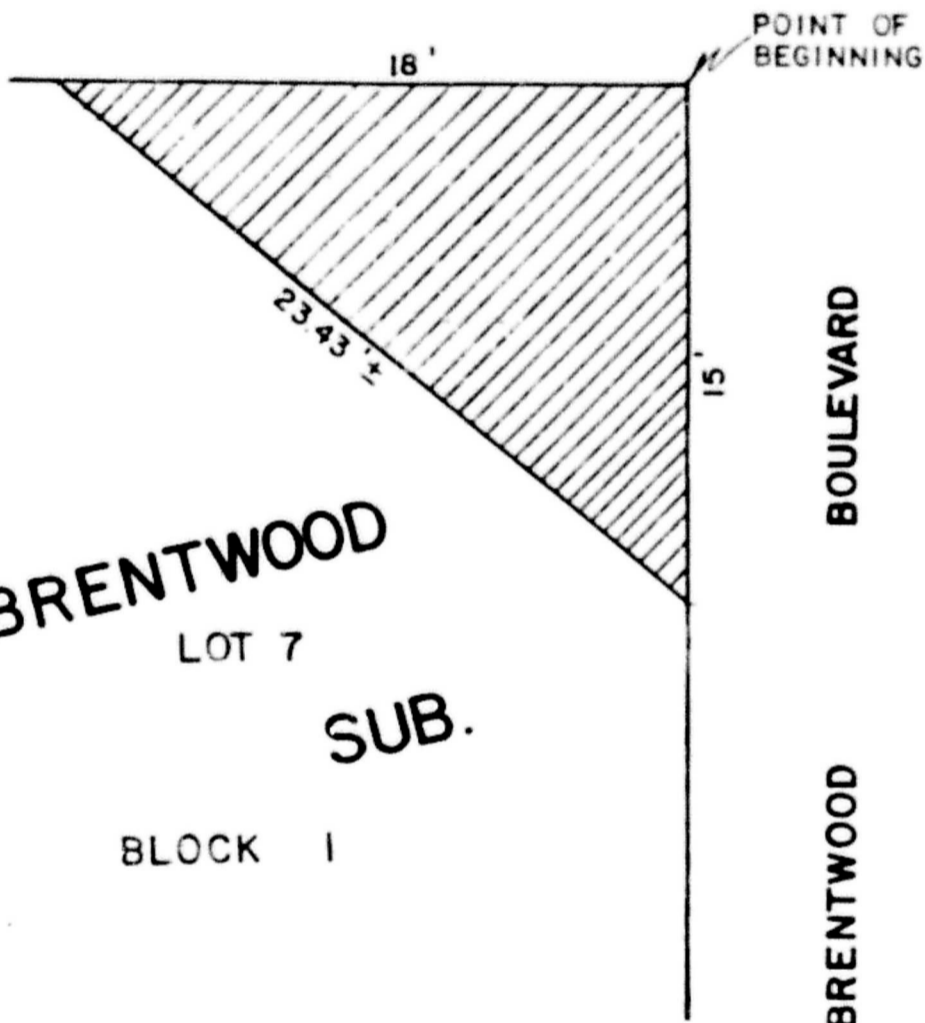 POINT OF
BEGINNING
18'
23.43'±
15'
BOULEVARD
BRENTWOOD
LOT 7
SUB.
BLOCK 1
BRENTWOOD